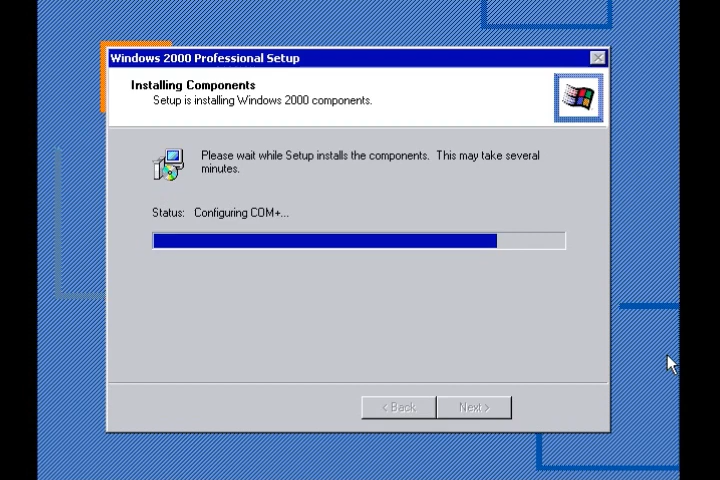 Windows 2000 Professional Setup
Installing Components
Setup is installing Windows 2000 components.
Please wait while Setup installs the components. This may take several
minutes.
Status: Configuring COM+...
< Back
Next >